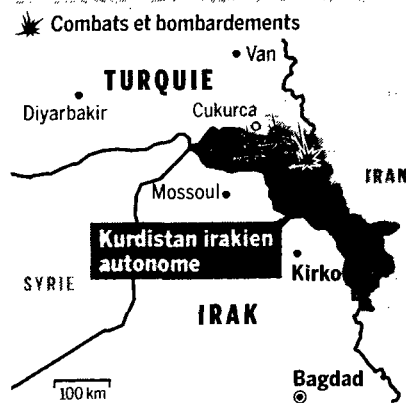 Combats et bombardements
Van
TURQUIE
Diyarbakir
Cukurca
IRAN
Mossoul
Kurdistan irakien
autonome
Kirko
SYRIE
IRAK
Bagdad
100 km